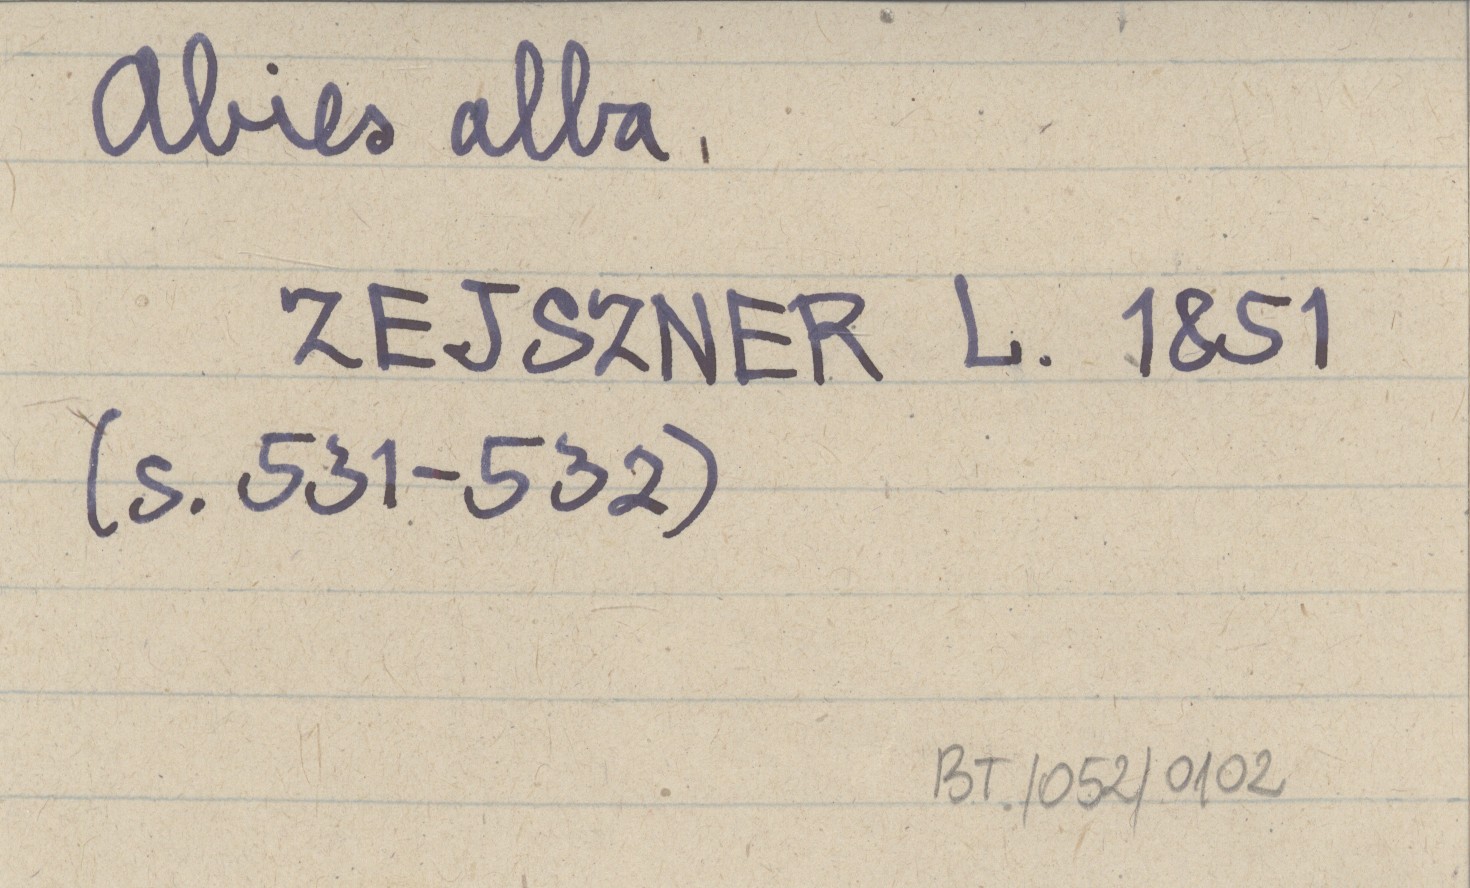 Abies alba,
ZEJSZNER L. 1851
(s. 531-532)
BT./052/0102